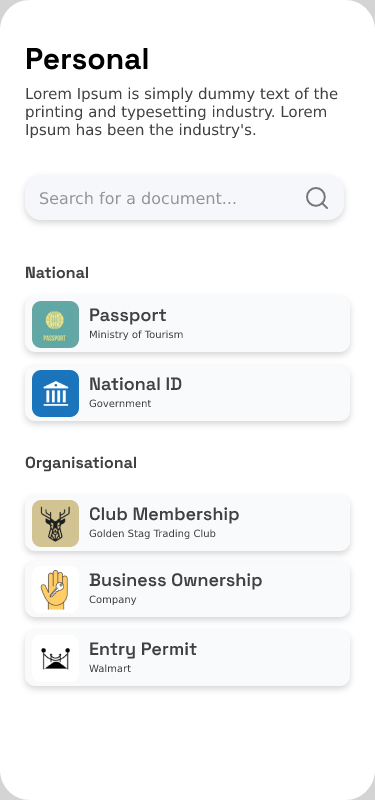 Personal
Lorem Ipsum is simply dummy text of the
printing and typesetting industry. Lorem
Ipsum has been the industry's.
Search for a document...
National
Passport
Ministry of Tourism
PASSPORT
National ID
Government
Organisational
Club Membership
Golden Stag Trading Club
Business Ownership
Company
Entry Permit
Walmart